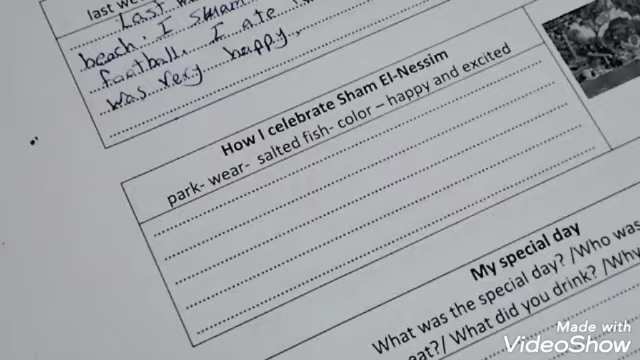 last we
Last
beach. I swam
football. I ate
was very happy.
How I celebrate Sham El-Nessim
park- wear- salted fish- color – happy and excited
My special day
What was the special day? /Who was
eat?/ What did you drink? /Why
Made with
VideoShow